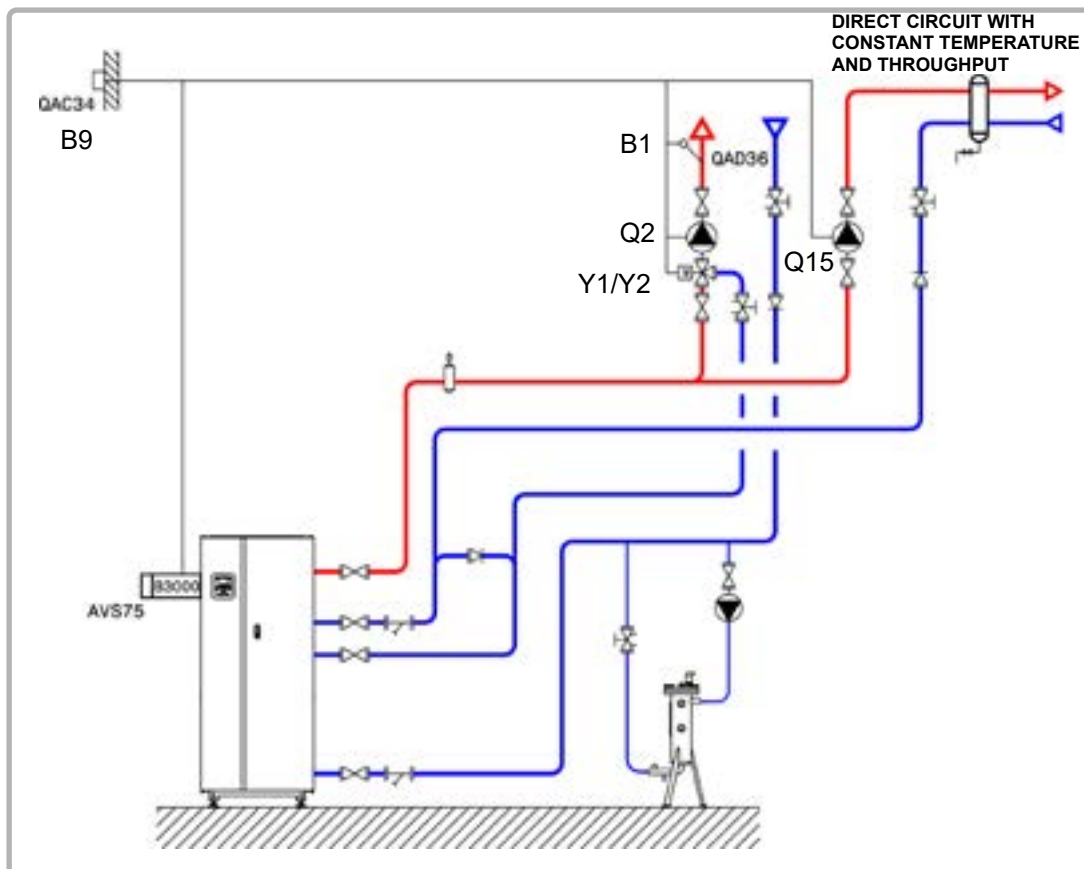 DIRECT CIRCUIT WITH
CONSTANT TEMPERATURE
AND THROUGHPUT
QAC34
B9
B1
QAD36
Q2
Q15
Y1/Y2
B3000
AVS75